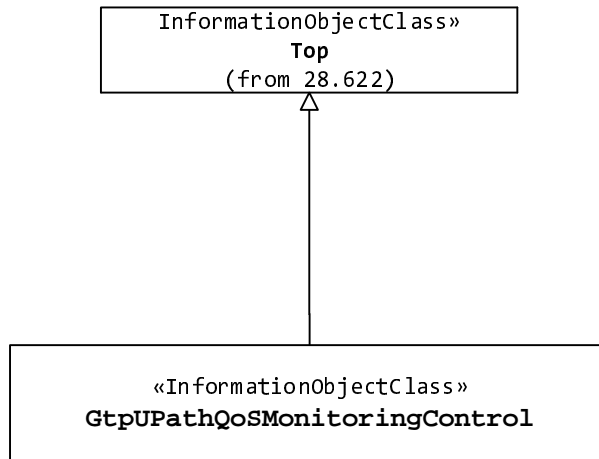 InformationObjectClass»
Top
(from 28.622)
«InformationObjectClass»
GtpUPathQoSMonitoringControl